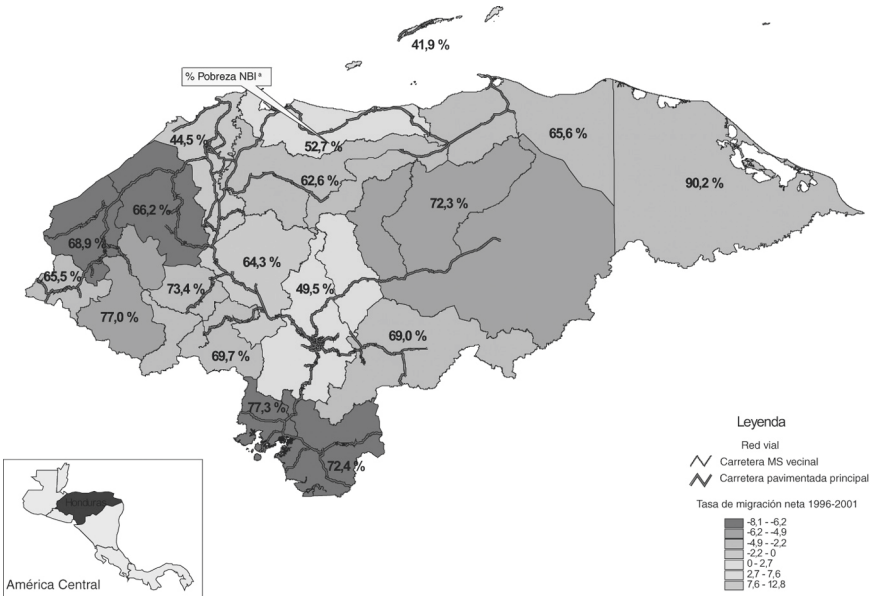 41,9 %
% Pobreza NBI a
44,5 %
52,7 %
65,6 %
62,6 %
90,2 %
66,2 %
72,3 %
68,9 %
64,3 %
65,5 %
73,4 %
49,5 %
77,0 %
69,0 %
69,7 %
77,3 %
72,4 %
Leyenda
Red vial
Carretera MS vecinal
Carretera pavimentada principal
Tasa de migración neta 1996-2001
-8,1 - -6,2
-6,2 - -4,9
-4,9 - -2,2
-2,2 - 0
0 - 2,7
2,7 - 7,6
7,6 - 12,8
Honduras
América Central